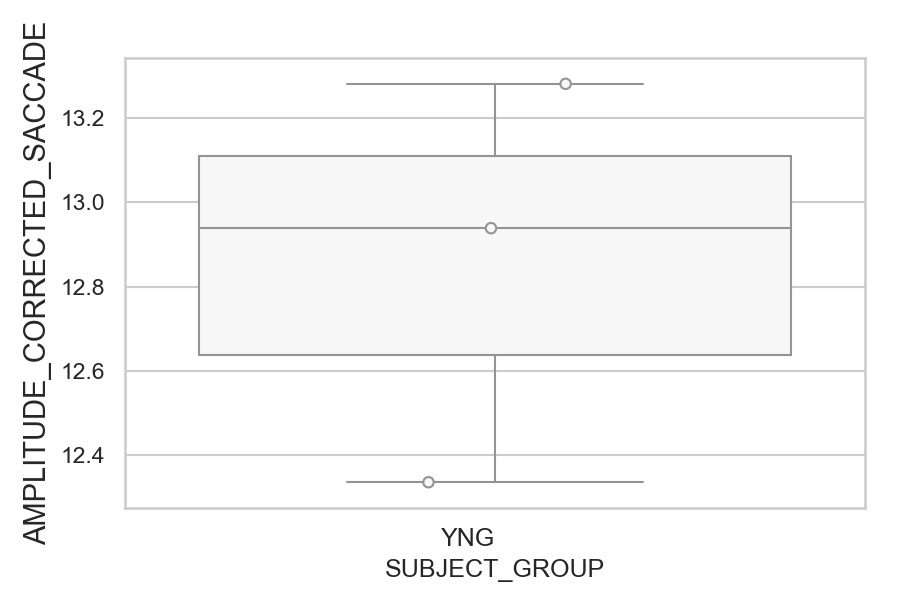 AMPLITUDE_CORRECTED_SACCADE
13.2
13.0
12.8
12.6
12.4
YNG
SUBJECT_GROUP